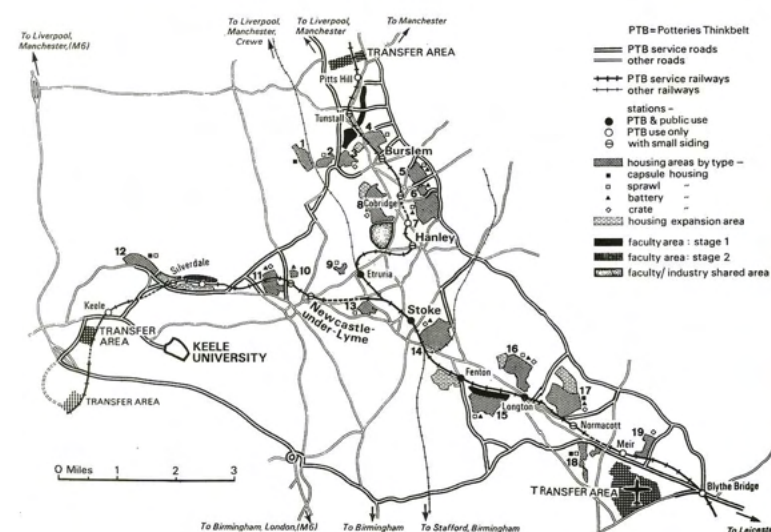 To Liverpool,
Manchester,(M6)
To Liverpool,
Manchester,
Crewe
To Liverpool,
Manchester
To Manchester
TRANSFER AREA
Pitts Hill
Tunstall
1
2
3
4
Burslem
5
6
8
Cobridge
7
Hanley
12
Silverdale
11
10
9
Etruria
Keele
13
Newcastle-
under-Lyme
Stoke
TRANSFER
AREA
KEELE
UNIVERSITY
14
16
TRANSFER AREA
Fenton
17
15
Longton
Normacott
19
Meir
18
TRANSFER AREA
Blythe Bridge
0 Miles 1 2 3
To Birmingham, London,(M6)
To Birmingham
To Stafford, Birmingham
To Leicester
PTB=Potteries Thinkbelt
PTB service roads
other roads
PTB service railways
other railways
stations –
PTB & public use
PTB use only
with small siding
housing areas by type –
capsule housing
sprawl "
battery "
crate "
housing expansion area
faculty area : stage 1
faculty area : stage 2
faculty/industry shared area